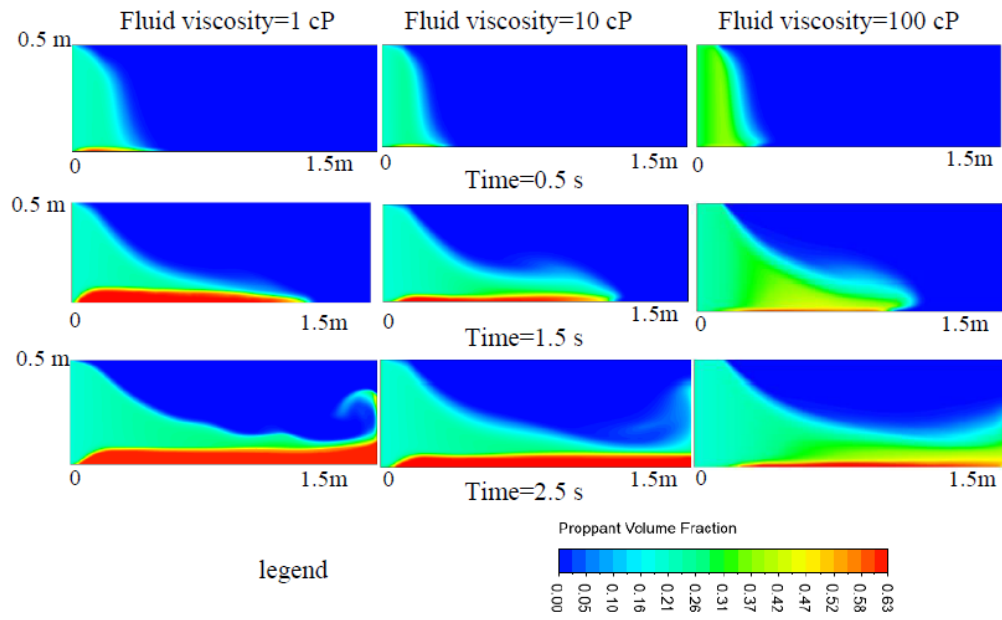 Fluid viscosity=1 cP Fluid viscosity=10 cP Fluid viscosity=100 cP
0.5 m
0 1.5m 0 1.5m 0 1.5m
Time=0.5 s
0.5 m
0 1.5m 0 1.5m 0 1.5m
Time=1.5 s
0.5 m
0 1.5m 0 1.5m 0 1.5m
Time=2.5 s
Proppant Volume Fraction
legend
0.00 0.05 0.10 0.16 0.21 0.26 0.31 0.37 0.42 0.47 0.52 0.58 0.63